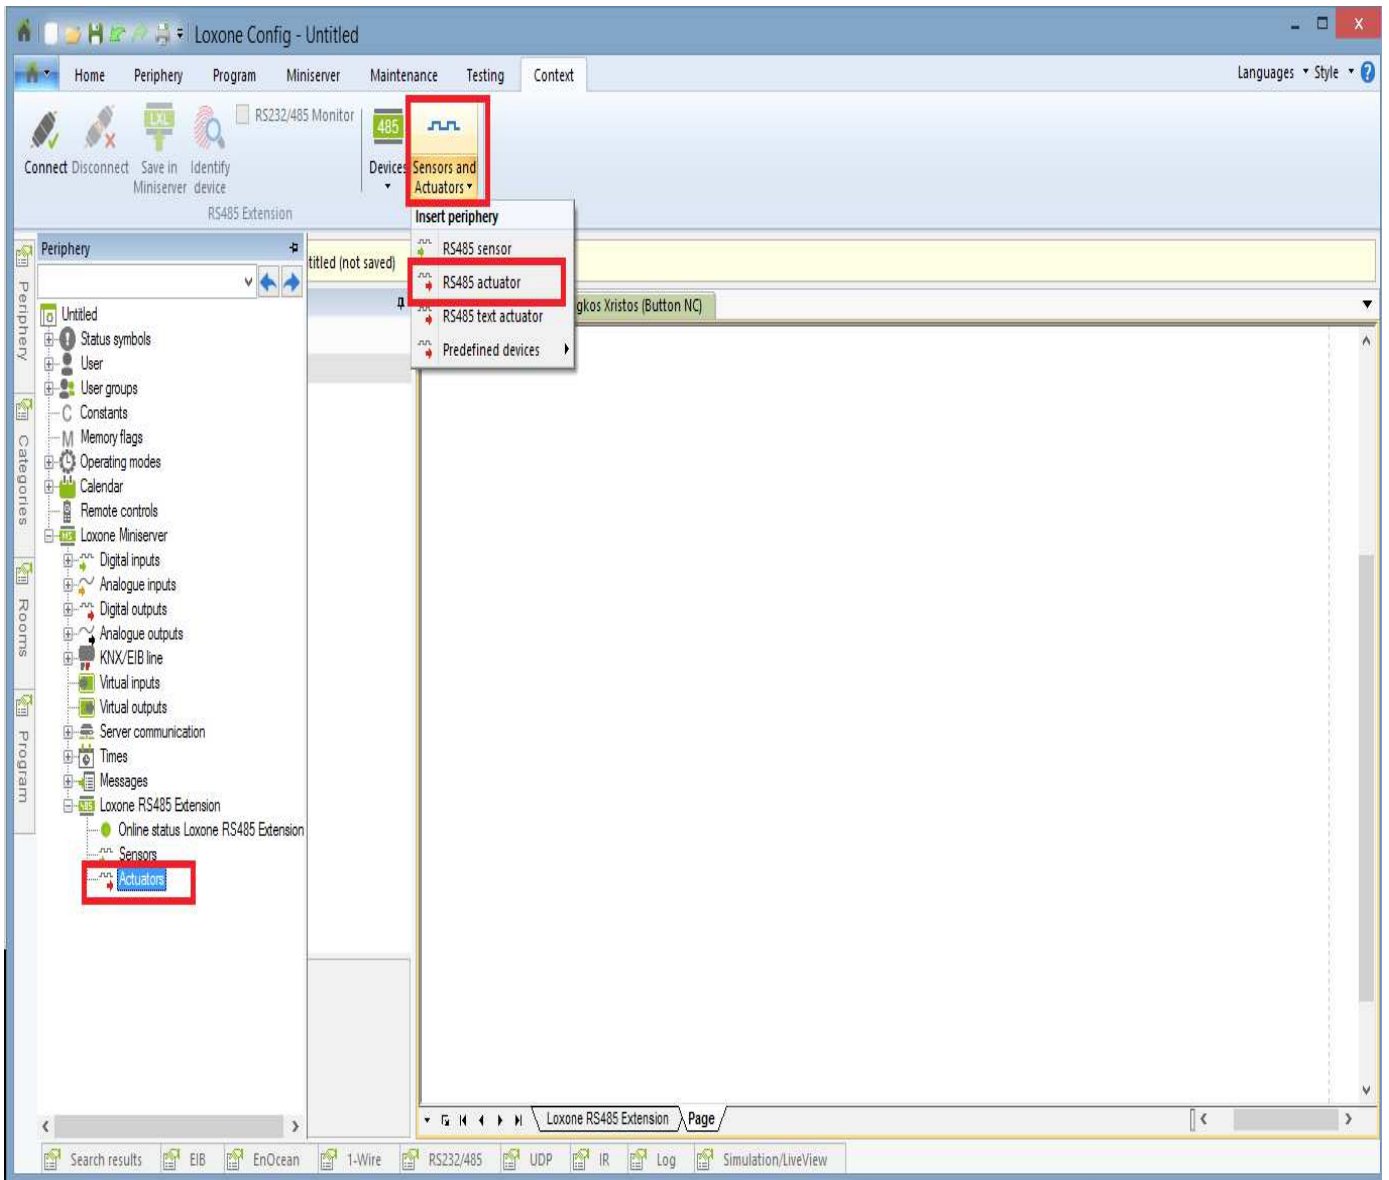 Loxone Config - Untitled
Home Periphery Program Miniserver Maintenance Testing Context
Languages Style
RS232/485 Monitor
LXL
485
Connect Disconnect Save in Miniserver Identify device
Devices
Sensors and Actuators
RS485 Extension
Insert periphery
RS485 sensor
RS485 actuator
RS485 text actuator
Predefined devices
Periphery
titled (not saved)
gkos Xristos (Button NC)
Periphery
Categories
Rooms
Program
Untitled
Status symbols
User
User groups
C Constants
M Memory flags
Operating modes
Calendar
Remote controls
MS Loxone Miniserver
Digital inputs
Analogue inputs
Digital outputs
Analogue outputs
KNX/EIB line
Virtual inputs
Virtual outputs
Server communication
Times
Messages
485 Loxone RS485 Extension
Online status Loxone RS485 Extension
Sensors
Actuators
Loxone RS485 Extension Page
Search results EIB EnOcean 1-Wire RS232/485 UDP IR Log Simulation/LiveView